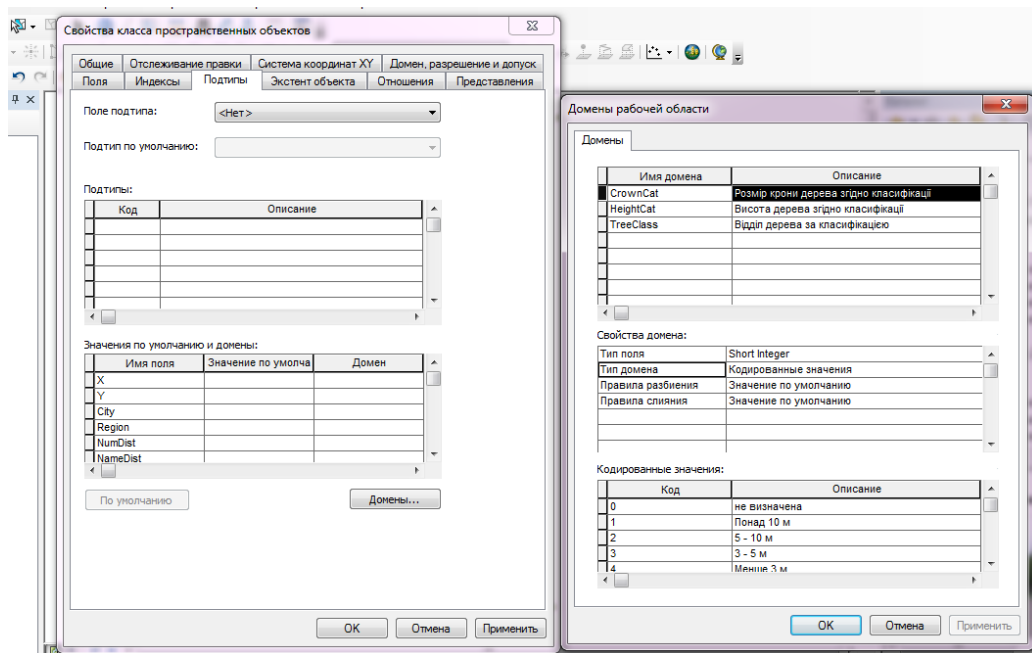 Свойства класса пространственных объектов
Общие Отслеживание правки Система координат XY Домен, разрешение и допуск
Поля Индексы Подтипы Экстент объекта Отношения Представления
Поле подтипа: <Нет>
Подтип по умолчанию:
Подтипы:
Код Описание
Значения по умолчанию и домены:
Имя поля Значение по умолча Домен
X
Y
City
Region
NumDist
NameDist
По умолчанию Домены...
OK Отмена Применить
Домены рабочей области
Домены
Имя домена Описание
CrownCat Розмір крони дерева згідно класифікації
HeightCat Висота дерева згідно класифікації
TreeClass Відділ дерева за класифікацією
Свойства домена:
Тип поля Short Integer
Тип домена Кодированные значения
Правила разбиения Значение по умолчанию
Правила слияния Значение по умолчанию
Кодированные значения:
Код Описание
0 не визначена
1 Понад 10 м
2 5 - 10 м
3 3 - 5 м
4 Менше 3 м
OK Отмена Применить